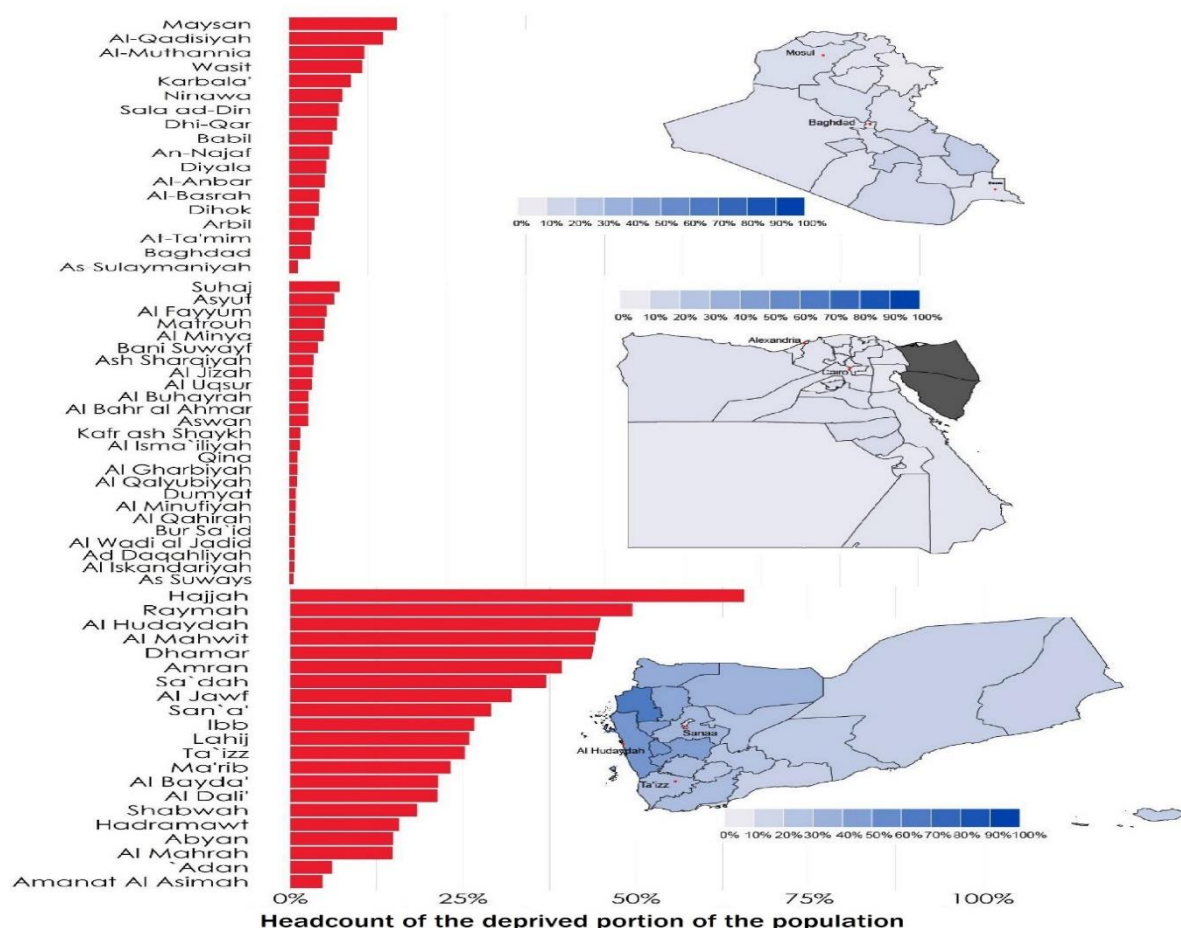 Maysan
Al-Qadisiyah
Al-Muthannia
Wasit
Karbala'
Ninawa
Sala ad-Din
Dhi-Qar
Babil
An-Najaf
Diyala
Al-Anbar
Al-Basrah
Dihok
Arbil
At-Ta'mim
Baghdad
As Sulaymaniyah
Mosul
Baghdad
0% 10% 20% 30% 40% 50% 60% 70% 80% 90% 100%
Suhaj
Asyut
Al Fayyum
Matrouh
Al Minya
Bani Suwayf
Ash Sharqiyah
Al Jizah
Al Uqsur
Al Buhayrah
Al Bahr al Ahmar
Aswan
Kafr ash Shaykh
Al Isma`iliyah
Qina
Al Gharbiyah
Al Qalyubiyah
Dumyat
Al Minufiyah
Al Qahirah
Bur Sa`id
Al Wadi al Jadid
Ad Daqahliyah
Al Iskandariyah
As Suways
0% 10% 20% 30% 40% 50% 60% 70% 80% 90% 100%
Alexandria
Cairo
Hajjah
Raymah
Al Hudaydah
Al Mahwit
Dhamar
Amran
Sa`dah
Al Jawf
San`a'
Ibb
Lahij
Ta`izz
Ma'rib
Al Bayda'
Al Dali'
Shabwah
Hadramawt
Abyan
Al Mahrah
`Adan
Amanat Al Asimah
Sanaa
Al Hudaydah
Ta'izz
0% 10% 20% 30% 40% 50% 60% 70% 80% 90% 100%
0% 25% 50% 75% 100%
Headcount of the deprived portion of the population